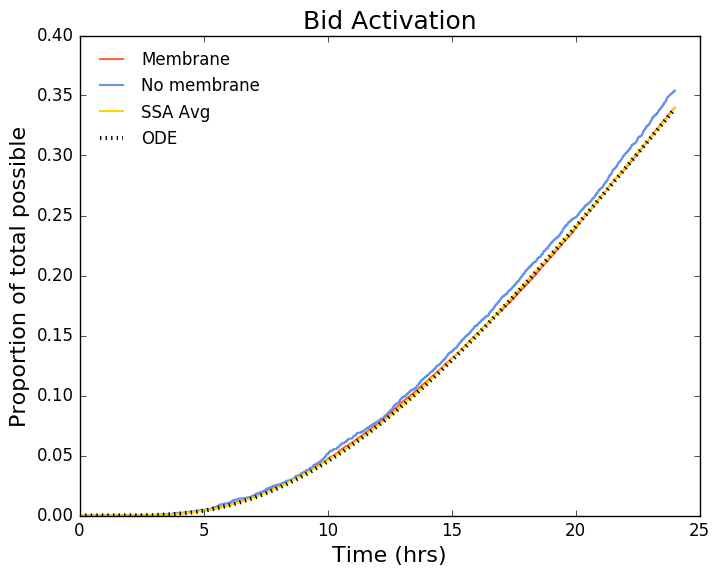 Bid Activation
Membrane
No membrane
SSA Avg
ODE
Proportion of total possible
0.40
0.35
0.30
0.25
0.20
0.15
0.10
0.05
0.00
0 5 10 15 20 25
Time (hrs)